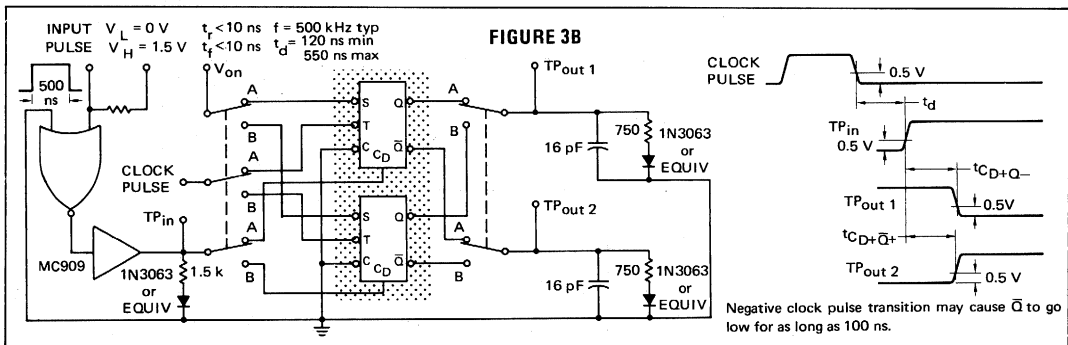 INPUT PULSE
V_L = 0 V
V_H = 1.5 V
t_r < 10 ns
t_f < 10 ns
f = 500 kHz typ
t_d = 120 ns min
550 ns max
FIGURE 3B
500 ns
MC909
V_on
A
B
A
B
CLOCK PULSE
TP_in
A
B
1N3063 or EQUIV
1.5 k
S
Q
T
C
C_D
Q̅
S
Q
T
C
C_D
Q̅
A
B
A
B
TP_out 1
16 pF
750
1N3063 or EQUIV
TP_out 2
16 pF
750
1N3063 or EQUIV
CLOCK PULSE
0.5 V
t_d
TP_in
0.5 V
t_CD+Q–
TP_out 1
0.5V
t_CD+Q̅+
TP_out 2
0.5 V
Negative clock pulse transition may cause Q̅ to go
low for as long as 100 ns.